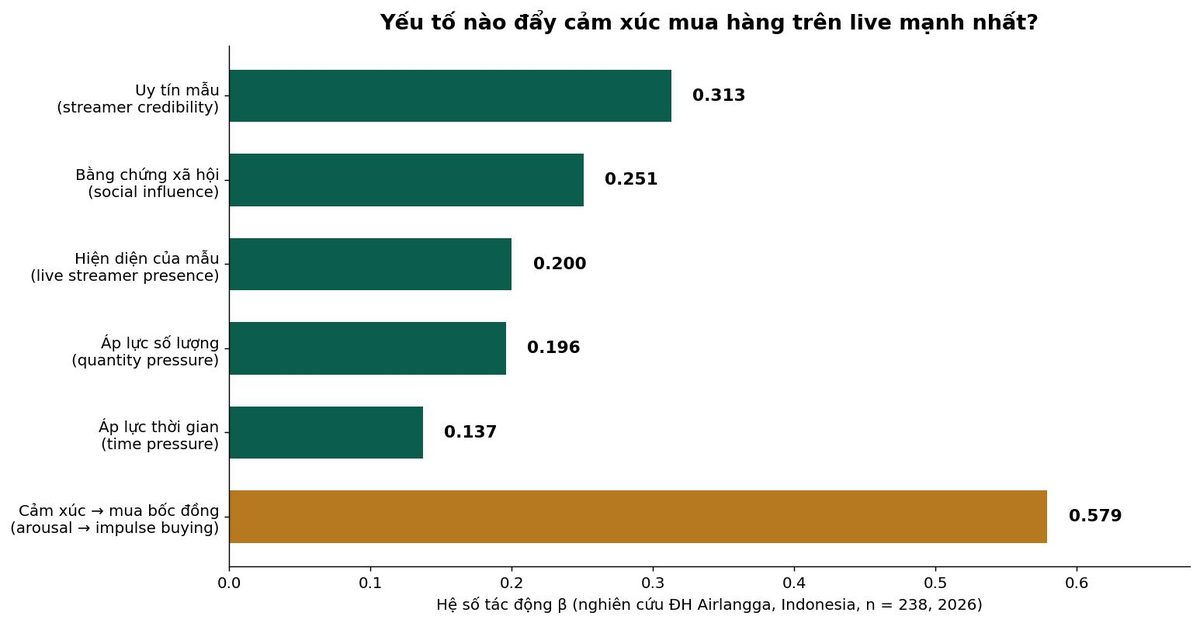 Yếu tố nào đẩy cảm xúc mua hàng trên live mạnh nhất?
Uy tín mẫu
(streamer credibility)
0.313
Bằng chứng xã hội
(social influence)
0.251
Hiện diện của mẫu
(live streamer presence)
0.200
Áp lực số lượng
(quantity pressure)
0.196
Áp lực thời gian
(time pressure)
0.137
Cảm xúc → mua bốc đồng
(arousal → impulse buying)
0.579
0.0 0.1 0.2 0.3 0.4 0.5 0.6
Hệ số tác động β (nghiên cứu ĐH Airlangga, Indonesia, n = 238, 2026)